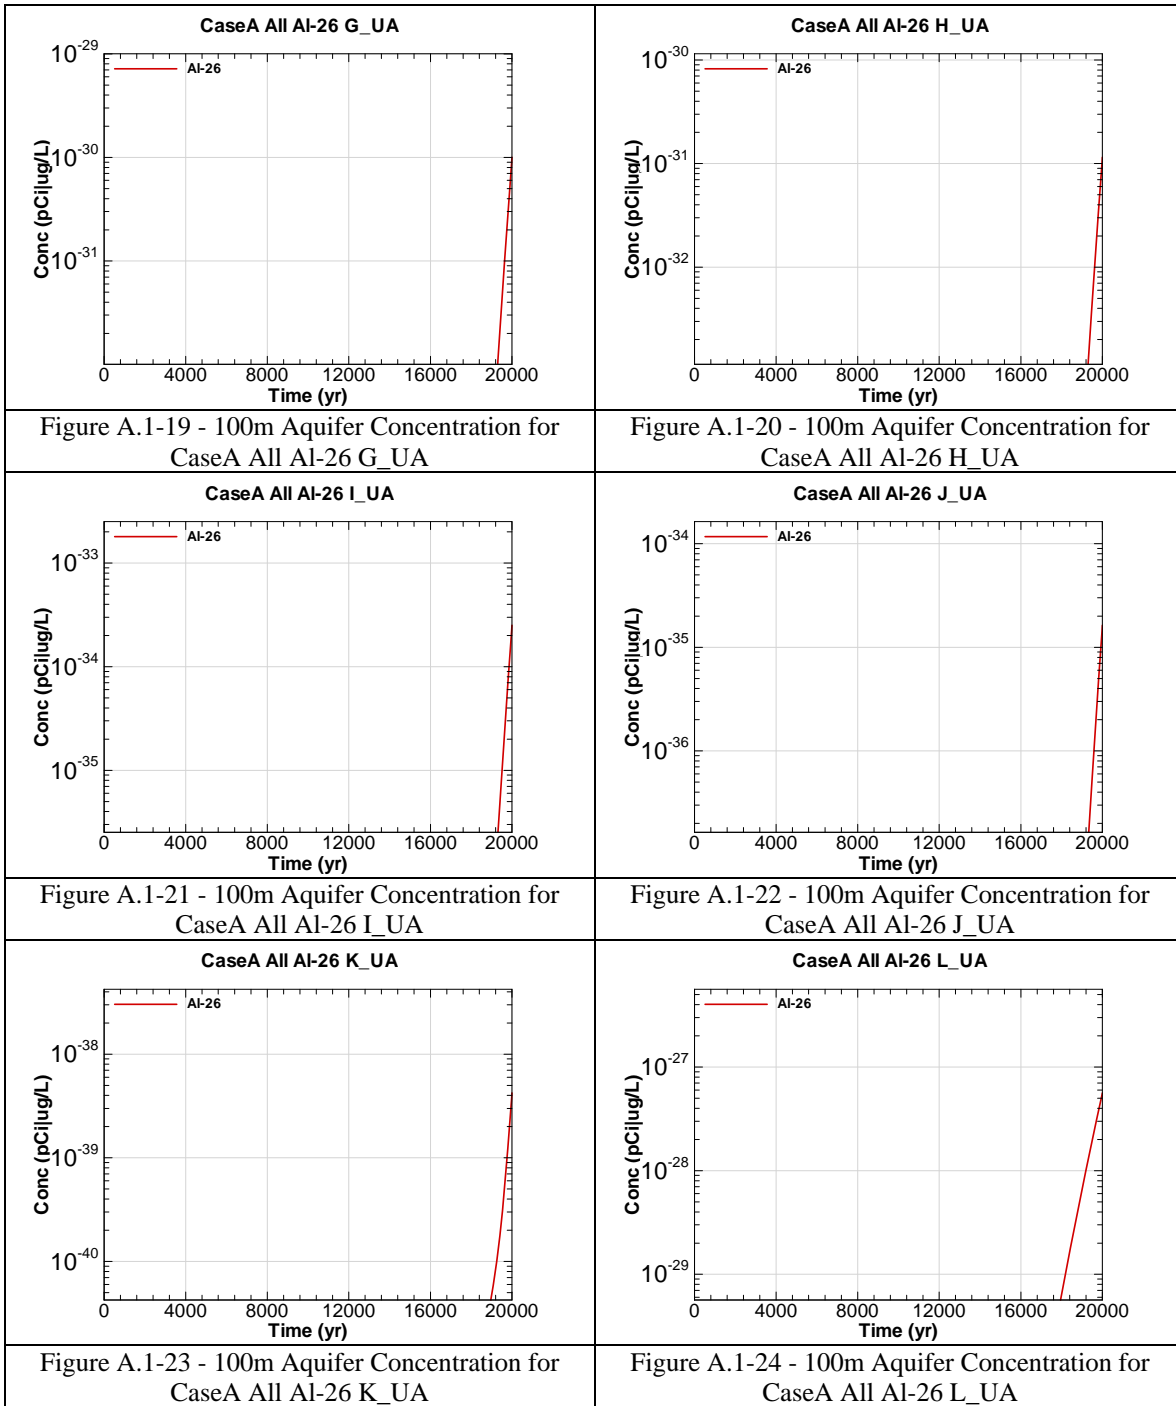 CaseA All Al-26 G_UA
10-29
Al-26
10-30
10-31
Conc (pCi|ug/L)
0 4000 8000 12000 16000 20000
Time (yr)
Figure A.1-19 - 100m Aquifer Concentration for
CaseA All Al-26 G_UA
CaseA All Al-26 H_UA
10-30
Al-26
10-31
10-32
Conc (pCi|ug/L)
0 4000 8000 12000 16000 20000
Time (yr)
Figure A.1-20 - 100m Aquifer Concentration for
CaseA All Al-26 H_UA
CaseA All Al-26 I_UA
Al-26
10-33
10-34
10-35
Conc (pCi|ug/L)
0 4000 8000 12000 16000 20000
Time (yr)
Figure A.1-21 - 100m Aquifer Concentration for
CaseA All Al-26 I_UA
CaseA All Al-26 J_UA
Al-26
10-34
10-35
10-36
Conc (pCi|ug/L)
0 4000 8000 12000 16000 20000
Time (yr)
Figure A.1-22 - 100m Aquifer Concentration for
CaseA All Al-26 J_UA
CaseA All Al-26 K_UA
Al-26
10-38
10-39
10-40
Conc (pCi|ug/L)
0 4000 8000 12000 16000 20000
Time (yr)
Figure A.1-23 - 100m Aquifer Concentration for
CaseA All Al-26 K_UA
CaseA All Al-26 L_UA
Al-26
10-27
10-28
10-29
Conc (pCi|ug/L)
0 4000 8000 12000 16000 20000
Time (yr)
Figure A.1-24 - 100m Aquifer Concentration for
CaseA All Al-26 L_UA